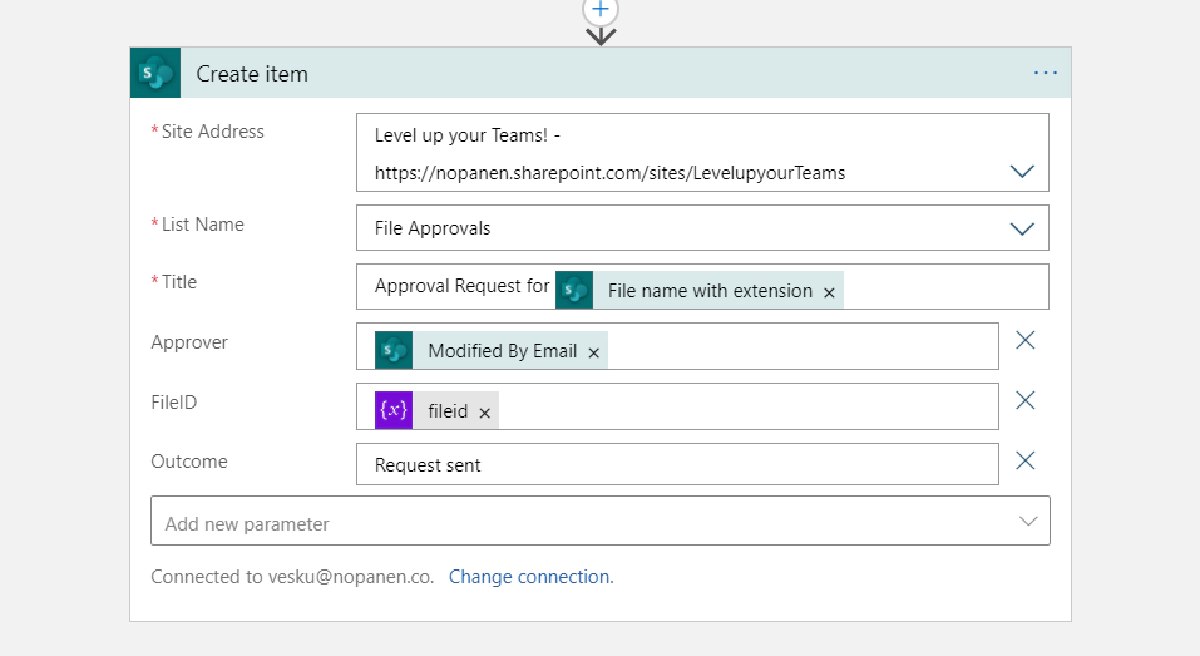 Create item
* Site Address
Level up your Teams! -
https://nopanen.sharepoint.com/sites/LevelupyourTeams
* List Name
File Approvals
* Title
Approval Request for File name with extension
Approver
Modified By Email
FileID
{x} fileid
Outcome
Request sent
Add new parameter
Connected to vesku@nopanen.co. Change connection.